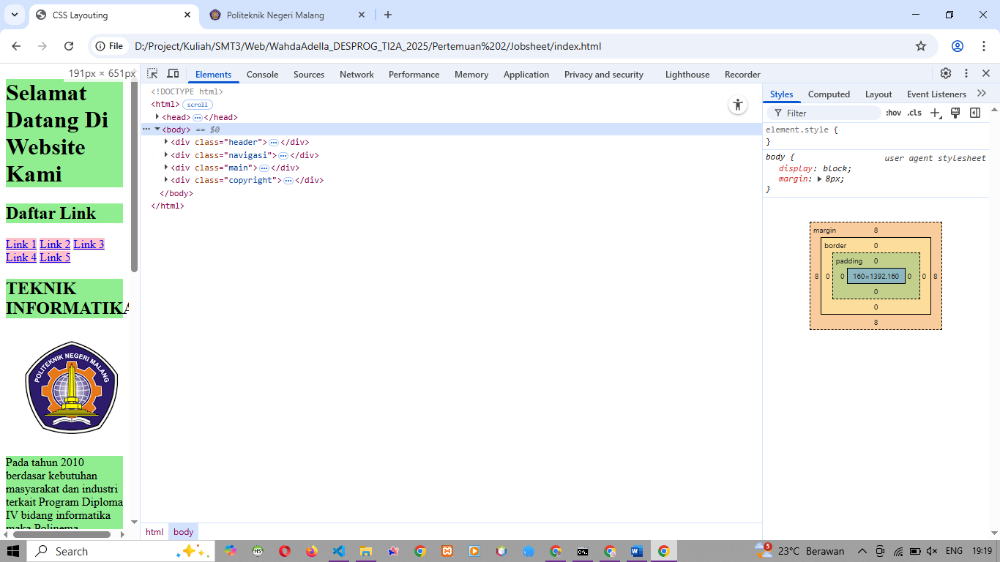 CSS Layouting
Politeknik Negeri Malang
File
D:/Project/Kuliah/SMT3/Web/WahdaAdella_DESPROG_TI2A_2025/Pertemuan%202/Jobsheet/index.html
191px × 651px
Selamat
Datang Di
Website
Kami
Daftar Link
Link 1 Link 2 Link 3
Link 4 Link 5
TEKNIK
INFORMATIKA
POLITEKNIK NEGERI MALANG
Pada tahun 2010
berdasar kebutuhan
masyarakat dan industri
terkait Program Diploma
IV bidang informatika
maka Polinema
Elements Console Sources Network Performance Memory Application Privacy and security Lighthouse Recorder
<!DOCTYPE html>
<html> scroll
<head> ⋯ </head>
⋯ <body> == $0
<div class="header"> ⋯ </div>
<div class="navigasi"> ⋯ </div>
<div class="main"> ⋯ </div>
<div class="copyright"> ⋯ </div>
</body>
</html>
html body
Styles Computed Layout Event Listeners
Filter :hov .cls
element.style {
}
body { user agent stylesheet
display: block;
margin: 8px;
}
margin 8
border 0
padding 0
8 0 0 160×1392.160 0 0 8
0
0
8
Search
5
23°C Berawan
ENG
19:19